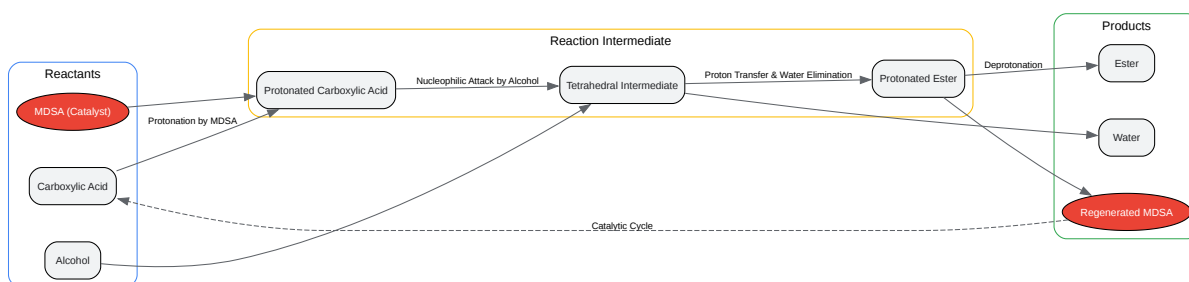 Reactants
MDSA (Catalyst)
Protonation by MDSA
Carboxylic Acid
Alcohol
Reaction Intermediate
Protonated Carboxylic Acid
Nucleophilic Attack by Alcohol
Tetrahedral Intermediate
Proton Transfer & Water Elimination
Protonated Ester
Deprotonation
Catalytic Cycle
Products
Ester
Water
Regenerated MDSA